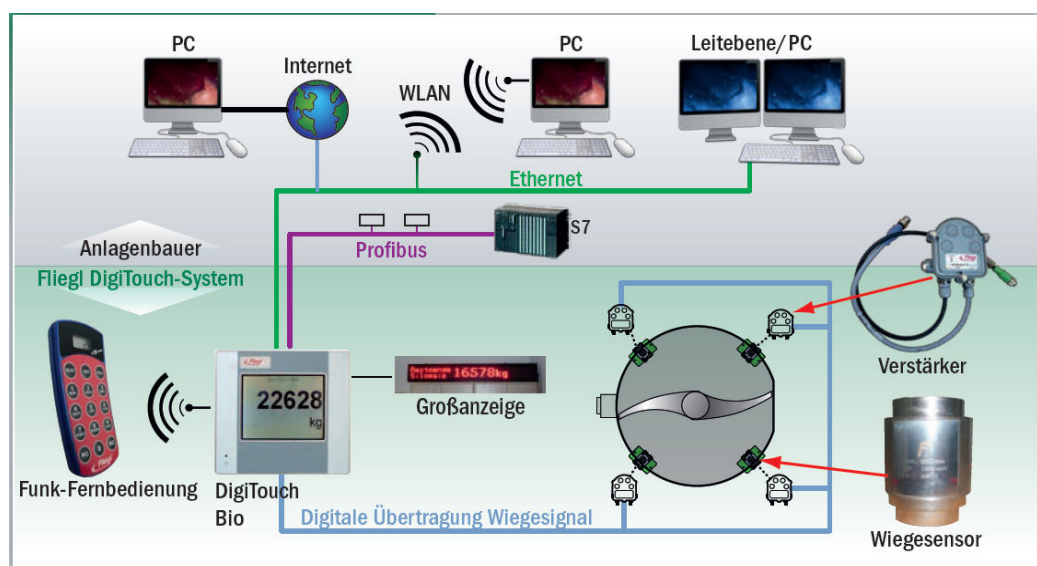 PC
PC
Leitebene/PC
Internet
WLAN
Ethernet
S7
Profibus
Anlagenbauer
Fliegl DigiTouch-System
Verstärker
22628
kg
16578kg
Silomais
Großanzeige
Funk-Fernbedienung
DigiTouch
Bio
Digitale Übertragung Wiegesignal
Wiegesensor